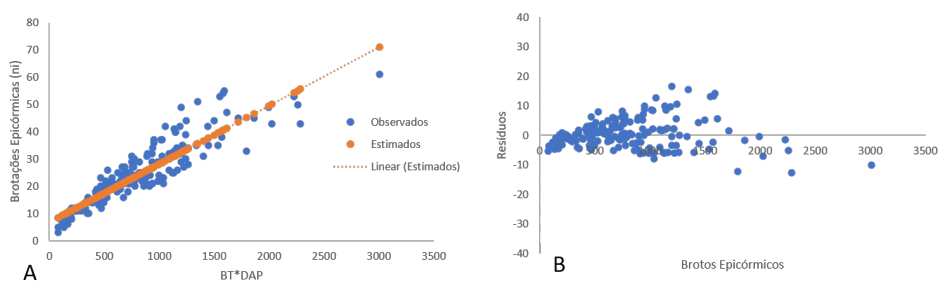 80
70
60
50
40
30
20
10
0
Brotações Epicórmicas (ni)
0 500 1000 1500 2000 2500 3000 3500
BT*DAP
A
Observados
Estimados
Linear (Estimados)
40
30
20
10
0
-10
-20
-30
-40
Resíduos
0 500 1000 1500 2000 2500 3000 3500
B
Brotos Epicórmicos